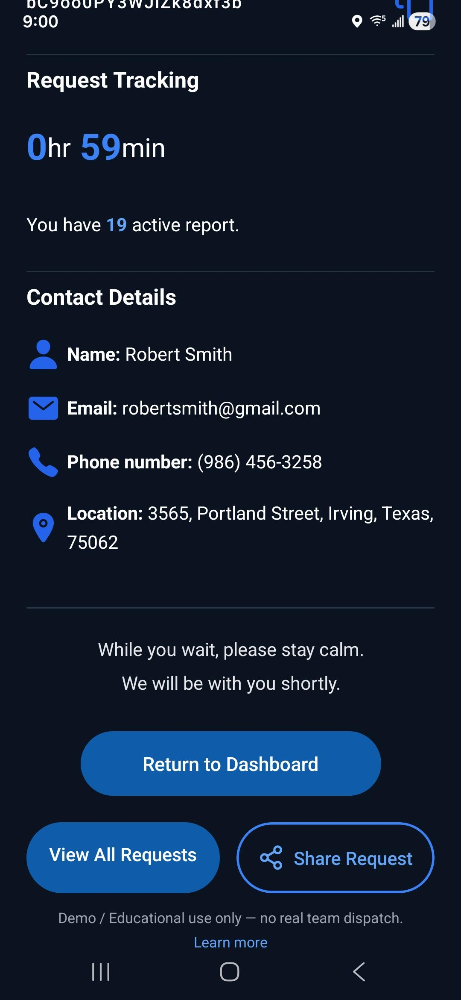 9:00
5
79
Request Tracking
0hr 59min
You have 19 active report.
Contact Details
Name: Robert Smith
Email: robertsmith@gmail.com
Phone number: (986) 456-3258
Location: 3565, Portland Street, Irving, Texas,
75062
While you wait, please stay calm.
We will be with you shortly.
Return to Dashboard
View All Requests
Share Request
Demo / Educational use only — no real team dispatch.
Learn more